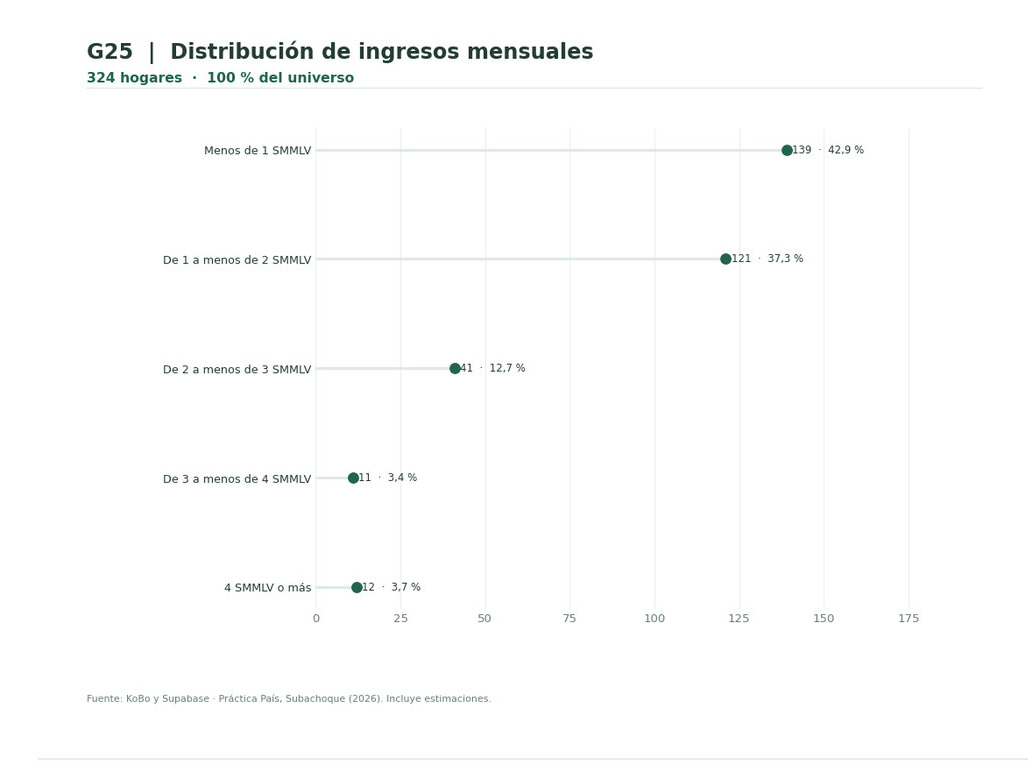 G25 | Distribución de ingresos mensuales
324 hogares · 100 % del universo
Menos de 1 SMMLV 139 · 42,9 %
De 1 a menos de 2 SMMLV 121 · 37,3 %
De 2 a menos de 3 SMMLV 41 · 12,7 %
De 3 a menos de 4 SMMLV 11 · 3,4 %
4 SMMLV o más 12 · 3,7 %
0 25 50 75 100 125 150 175
Fuente: KoBo y Supabase · Práctica País, Subachoque (2026). Incluye estimaciones.